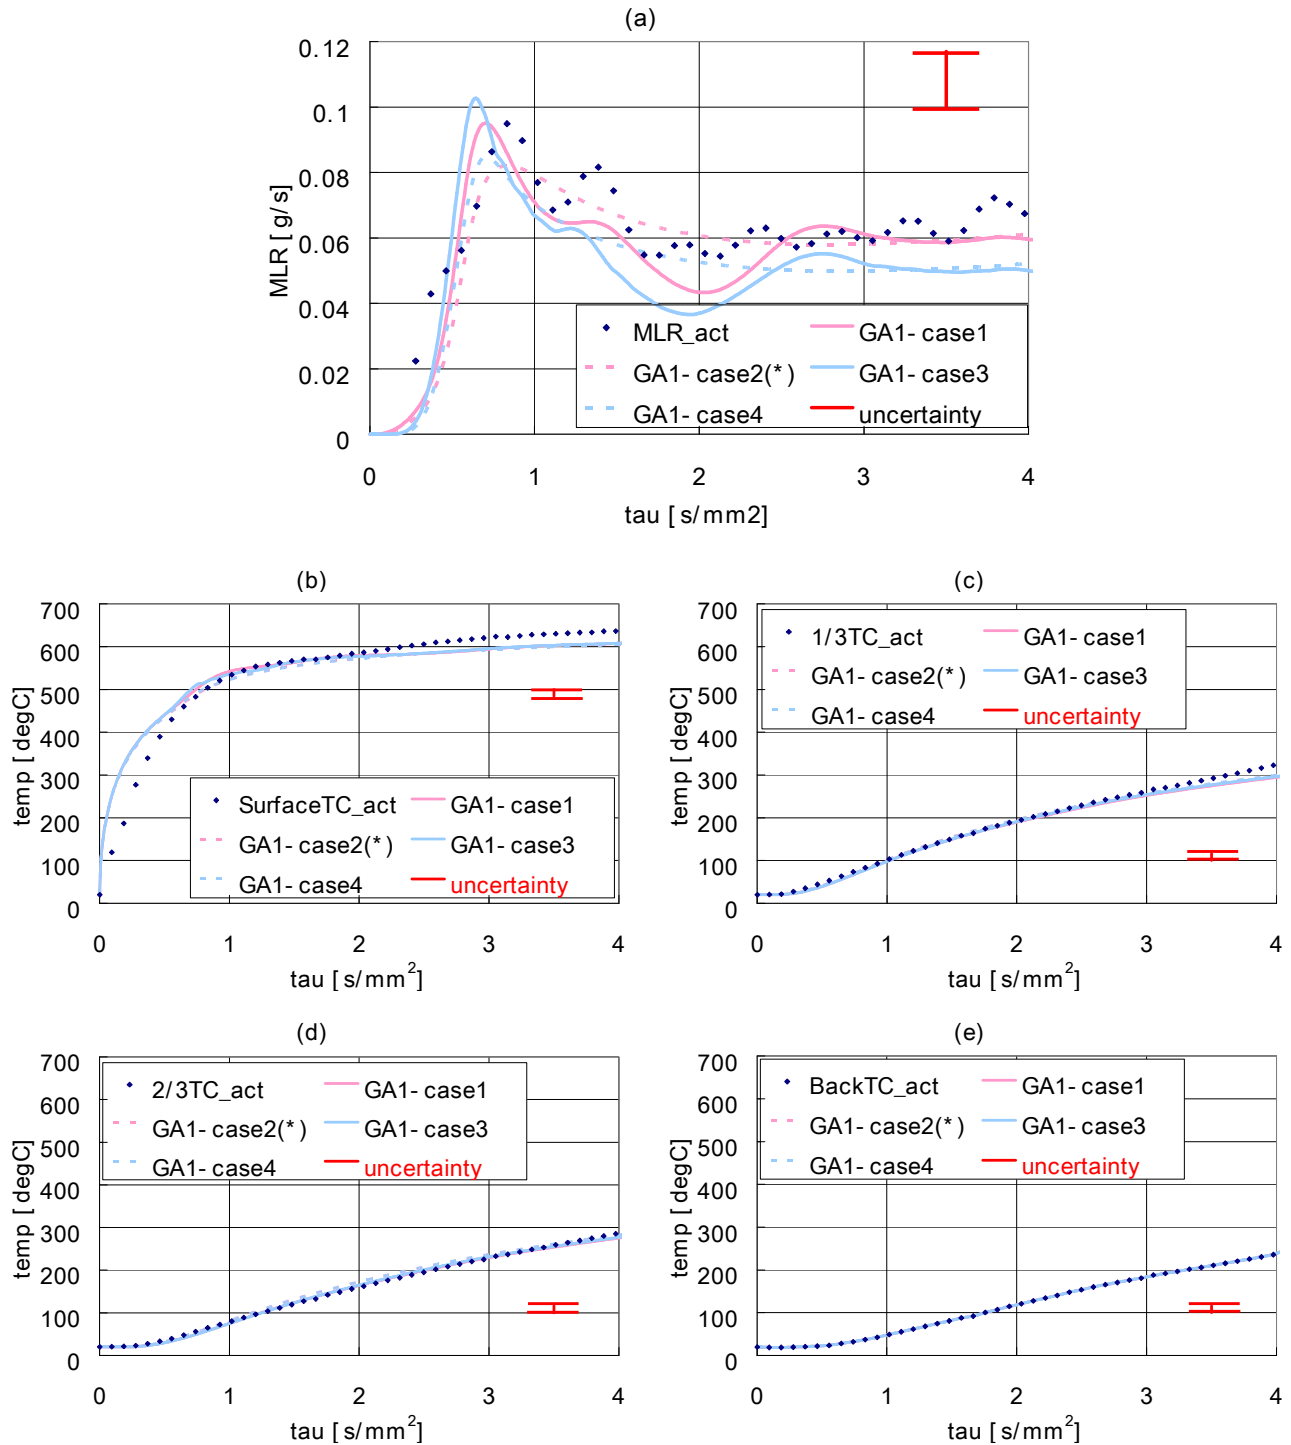 (a)
0.12
0.1
0.08
0.06
0.04
0.02
0
MLR [ g/s]
MLR_act GA1- case1
GA1- case2(*) GA1- case3
GA1- case4 uncertainty
0 1 2 3 4
tau [ s/mm2]
(b)
700
600
500
400
300
200
100
0
temp [ degC]
SurfaceTC_act GA1- case1
GA1- case2(*) GA1- case3
GA1- case4 uncertainty
0 1 2 3 4
tau [ s/mm²]
(c)
700
600
500
400
300
200
100
0
temp [ degC]
1/3TC_act GA1- case1
GA1- case2(*) GA1- case3
GA1- case4 uncertainty
0 1 2 3 4
tau [ s/mm²]
(d)
700
600
500
400
300
200
100
0
temp [ degC]
2/3TC_act GA1- case1
GA1- case2(*) GA1- case3
GA1- case4 uncertainty
0 1 2 3 4
tau [ s/mm²]
(e)
700
600
500
400
300
200
100
0
temp [ degC]
BackTC_act GA1- case1
GA1- case2(*) GA1- case3
GA1- case4 uncertainty
0 1 2 3 4
tau [ s/mm²]